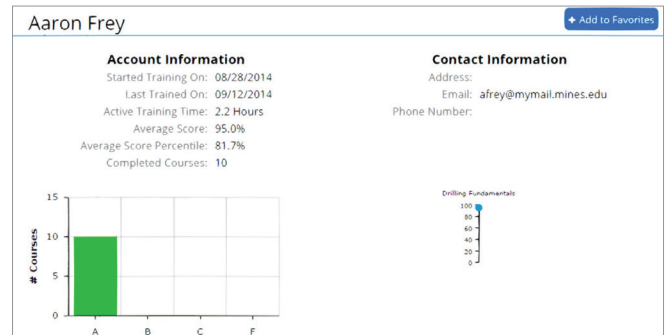 Aaron Frey
+ Add to Favorites
Account Information
Started Training On: 08/28/2014
Last Trained On: 09/12/2014
Active Training Time: 2.2 Hours
Average Score: 95.0%
Average Score Percentile: 81.7%
Completed Courses: 10
Contact Information
Address:
Email: afrey@mymail.mines.edu
Phone Number:
# Courses
15
10
5
0
A B C F
Drilling Fundamentals
100
80
60
40
20
0